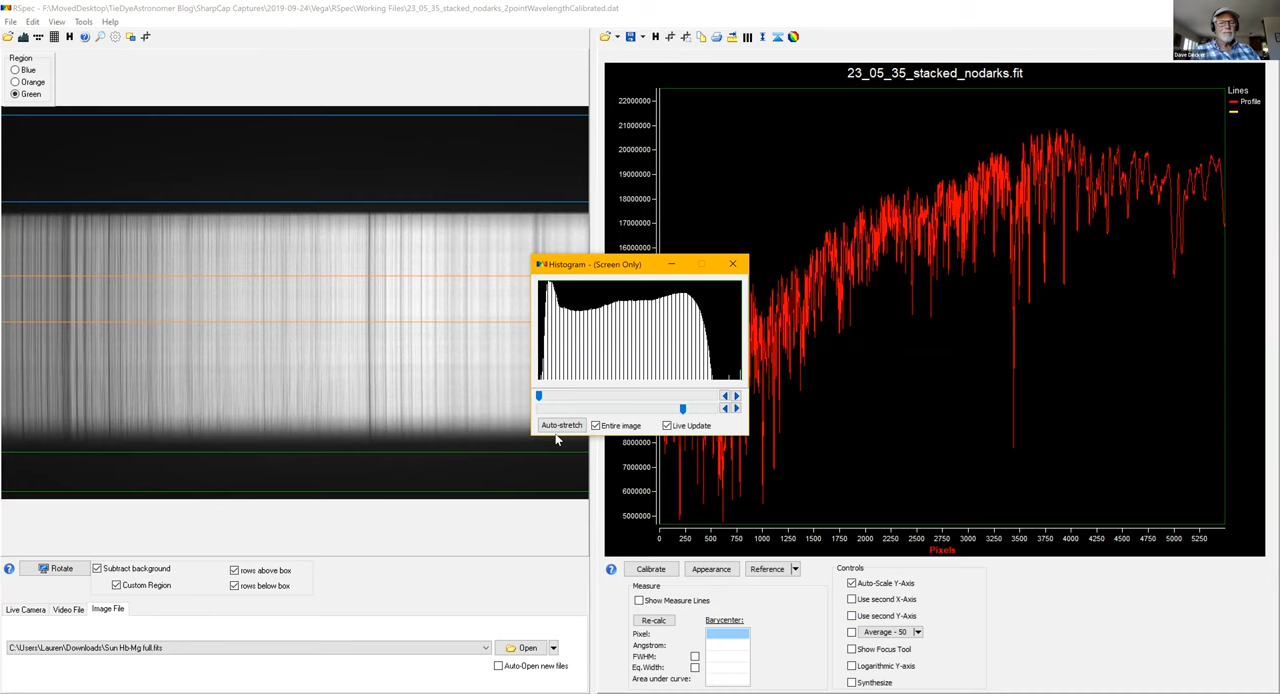 RSpec - F:\MovedDesktop\TieDyeAstronomer Blog\SharpCap Captures\2019-09-24\Vega\RSpec\Working Files\23_05_35_stacked_nodarks_2pointWavelengthCalibrated.dat
File Edit View Tools Help
Region
Blue
Orange
Green
23_05_35_stacked_nodarks.fit
Dave Decker
Lines
Profile
22000000
21000000
20000000
19000000
18000000
17000000
16000000
8000000
7000000
6000000
5000000
0 250 500 750 1000 1250 1500 1750 2000 2250 2500 2750 3000 3250 3500 3750 4000 4250 4500 4750 5000 5250
Pixels
Histogram - (Screen Only)
Auto-stretch Entire image Live Update
Rotate Subtract background rows above box
Custom Region rows below box
Live Camera Video File Image File
C:\Users\Lauren\Downloads\Sun Hb-Mg full.fits Open
Auto-Open new files
Calibrate Appearance Reference
Measure
Show Measure Lines
Re-calc Barycenter:
Pixel:
Angstrom:
FWHM:
Eq.Width:
Area under curve:
Controls
Auto-Scale Y-Axis
Use second X-Axis
Use second Y-Axis
Average - 50
Show Focus Tool
Logarithmic Y-axis
Synthesize